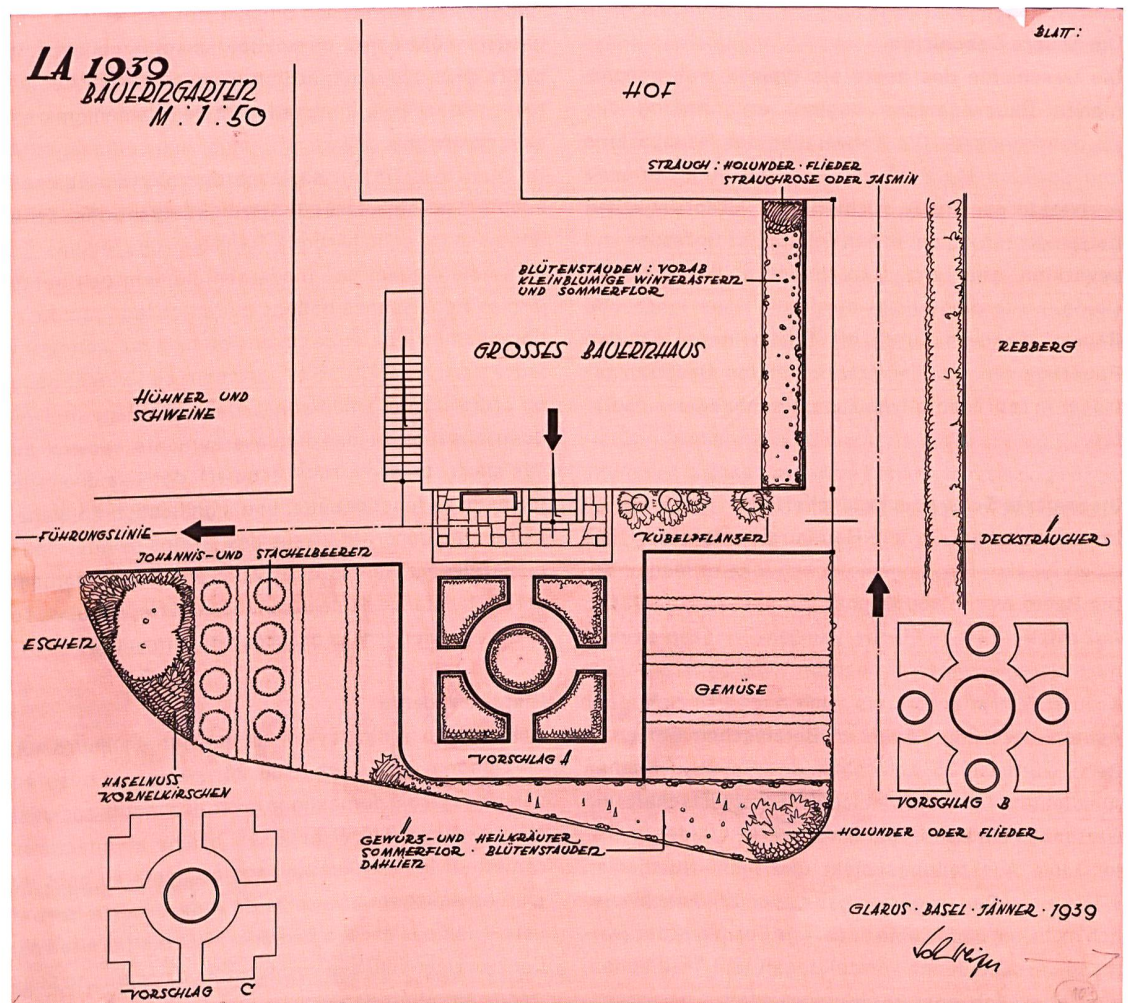 LA 1939
BAUERNGARTEN
M : 1 : 50
BLATT :
HOF
STRAUCH : HOLUNDER · FLIEDER
STRAUCHROSE ODER JASMIN
BLÜTENSTAUDEN : VORAB
KLEINBLUMIGE WINTERASTERN
UND SOMMERFLOR
GROSSES BAUERNHAUS
REBBERG
HÜHNER UND
SCHWEINE
FÜHRUNGSLINIE
KÜBELPFLANZEN
DECKSTRÄUCHER
JOHANNIS- UND STACHELBEEREN
ESCHEN
GEMÜSE
VORSCHLAG A
HASELNUSS
KORNELKIRSCHEN
VORSCHLAG B
GEWÜRZ- UND HEILKRÄUTER
SOMMERFLOR · BLÜTENSTAUDEN
DAHLIEN
HOLUNDER ODER FLIEDER
GLARUS · BASEL · JÄNNER · 1939
VORSCHLAG C